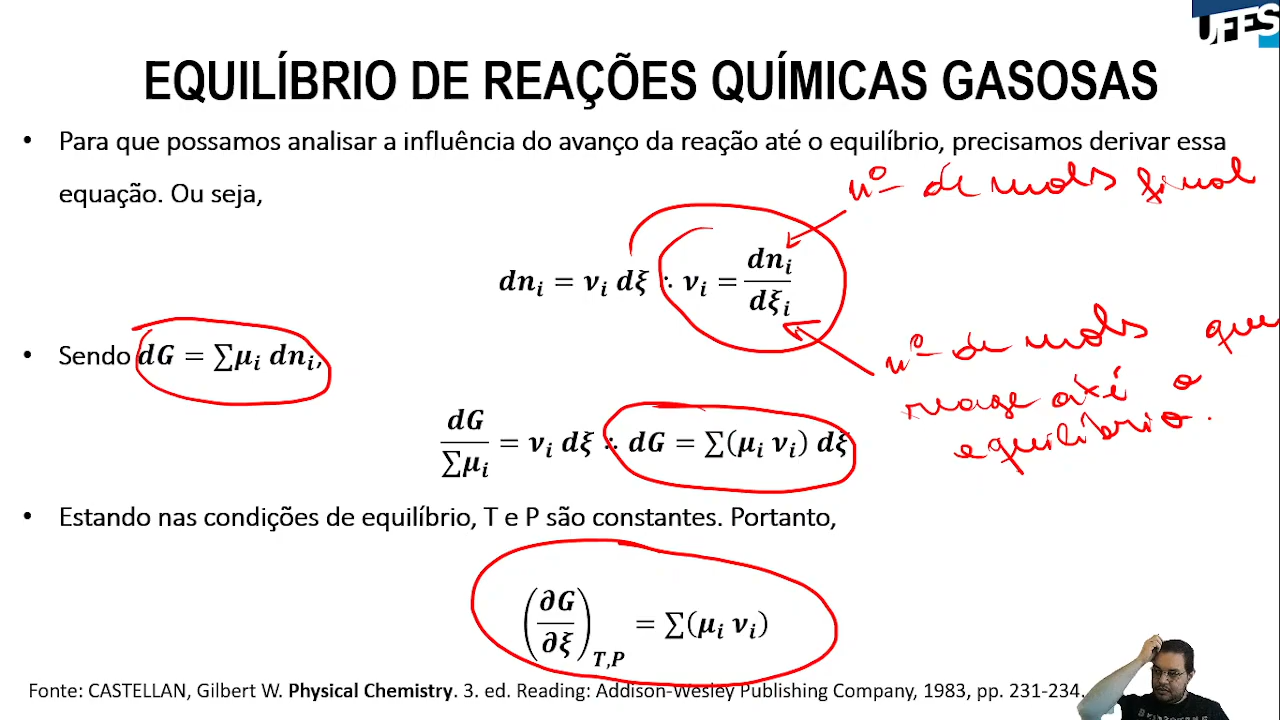 UFES
EQUILÍBRIO DE REAÇÕES QUÍMICAS GASOSAS
• Para que possamos analisar a influência do avanço da reação até o equilíbrio, precisamos derivar essa
equação. Ou seja,
nº de mols final
dnᵢ = νᵢ dξ ∴ νᵢ = dnᵢ/dξᵢ
• Sendo dG = ∑μᵢ dnᵢ,
nº de mols que
reage até o
equilíbrio.
dG/∑μᵢ = νᵢ dξ ∴ dG = ∑(μᵢ νᵢ) dξ
• Estando nas condições de equilíbrio, T e P são constantes. Portanto,
(∂G/∂ξ)T,P = ∑(μᵢ νᵢ)
Fonte: CASTELLAN, Gilbert W. Physical Chemistry. 3. ed. Reading: Addison-Wesley Publishing Company, 1983, pp. 231-234.